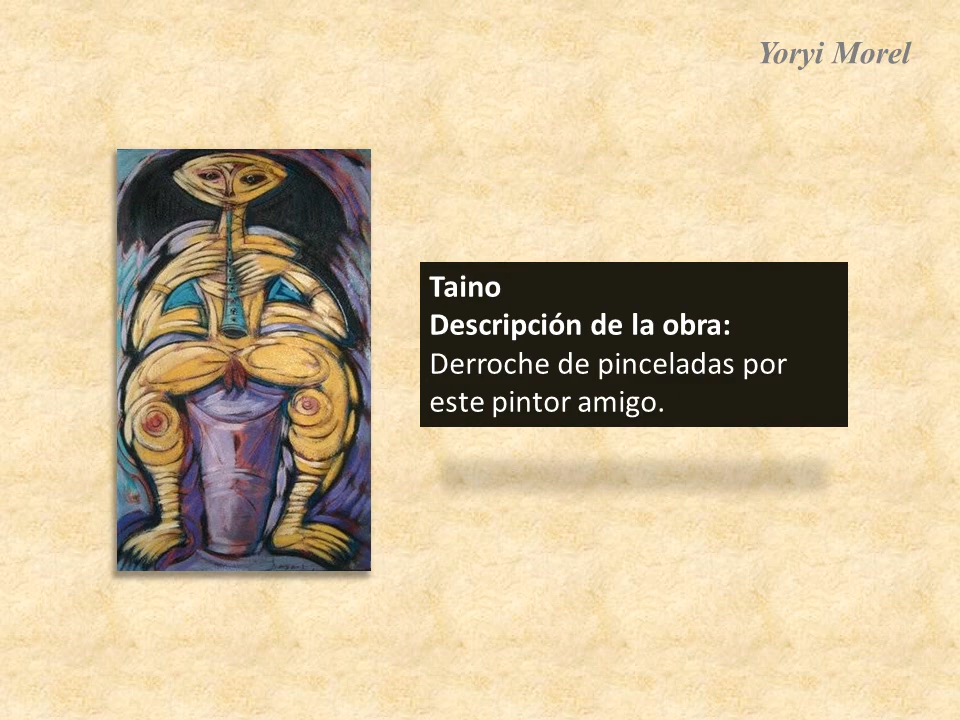 Yoryi Morel
Taino
Descripción de la obra:
Derroche de pinceladas por
este pintor amigo.